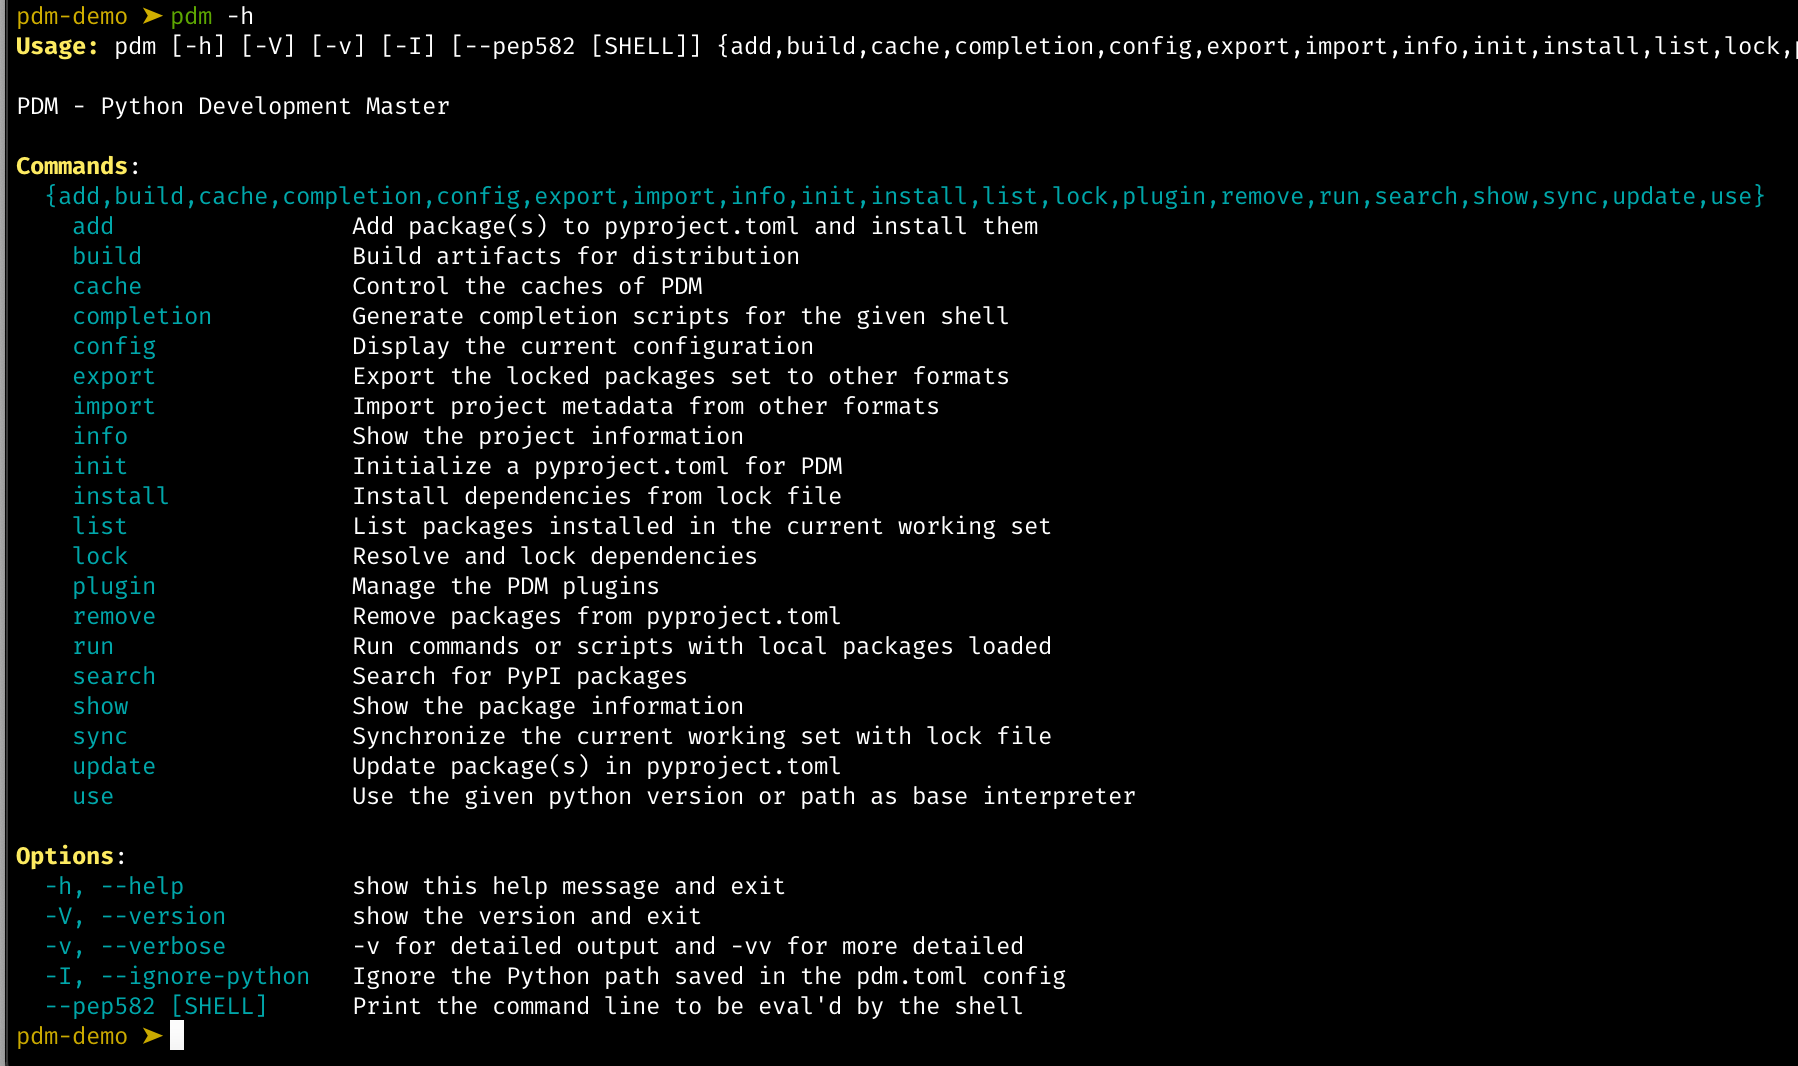 pdm-demo ➤ pdm -h
Usage: pdm [-h] [-V] [-v] [-I] [--pep582 [SHELL]] {add,build,cache,completion,config,export,import,info,init,install,list,lock,
PDM - Python Development Master
Commands:
  {add,build,cache,completion,config,export,import,info,init,install,list,lock,plugin,remove,run,search,show,sync,update,use}
    add                 Add package(s) to pyproject.toml and install them
    build               Build artifacts for distribution
    cache               Control the caches of PDM
    completion          Generate completion scripts for the given shell
    config              Display the current configuration
    export              Export the locked packages set to other formats
    import              Import project metadata from other formats
    info                Show the project information
    init                Initialize a pyproject.toml for PDM
    install             Install dependencies from lock file
    list                List packages installed in the current working set
    lock                Resolve and lock dependencies
    plugin              Manage the PDM plugins
    remove              Remove packages from pyproject.toml
    run                 Run commands or scripts with local packages loaded
    search              Search for PyPI packages
    show                Show the package information
    sync                Synchronize the current working set with lock file
    update              Update package(s) in pyproject.toml
    use                 Use the given python version or path as base interpreter
Options:
  -h, --help            show this help message and exit
  -V, --version         show the version and exit
  -v, --verbose         -v for detailed output and -vv for more detailed
  -I, --ignore-python   Ignore the Python path saved in the pdm.toml config
  --pep582 [SHELL]      Print the command line to be eval'd by the shell
pdm-demo ➤